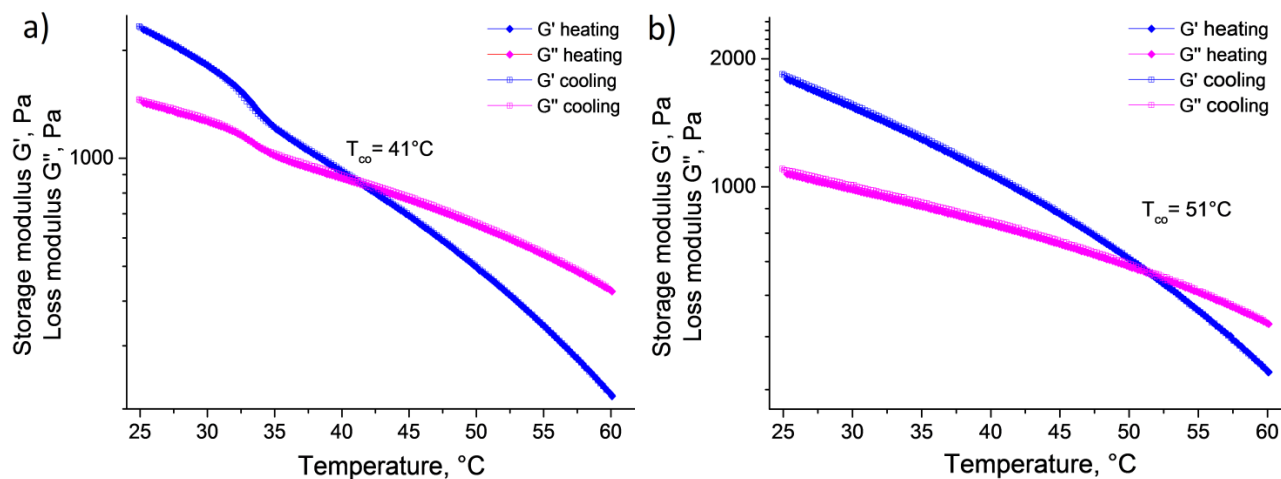 a)
G' heating
G" heating
G' cooling
G" cooling
Storage modulus G', Pa
Loss modulus G", Pa
1000
T_co = 41°C
25 30 35 40 45 50 55 60
Temperature, °C
b)
G' heating
G" heating
G' cooling
G" cooling
Storage modulus G', Pa
Loss modulus G", Pa
2000
1000
T_co = 51°C
25 30 35 40 45 50 55 60
Temperature, °C